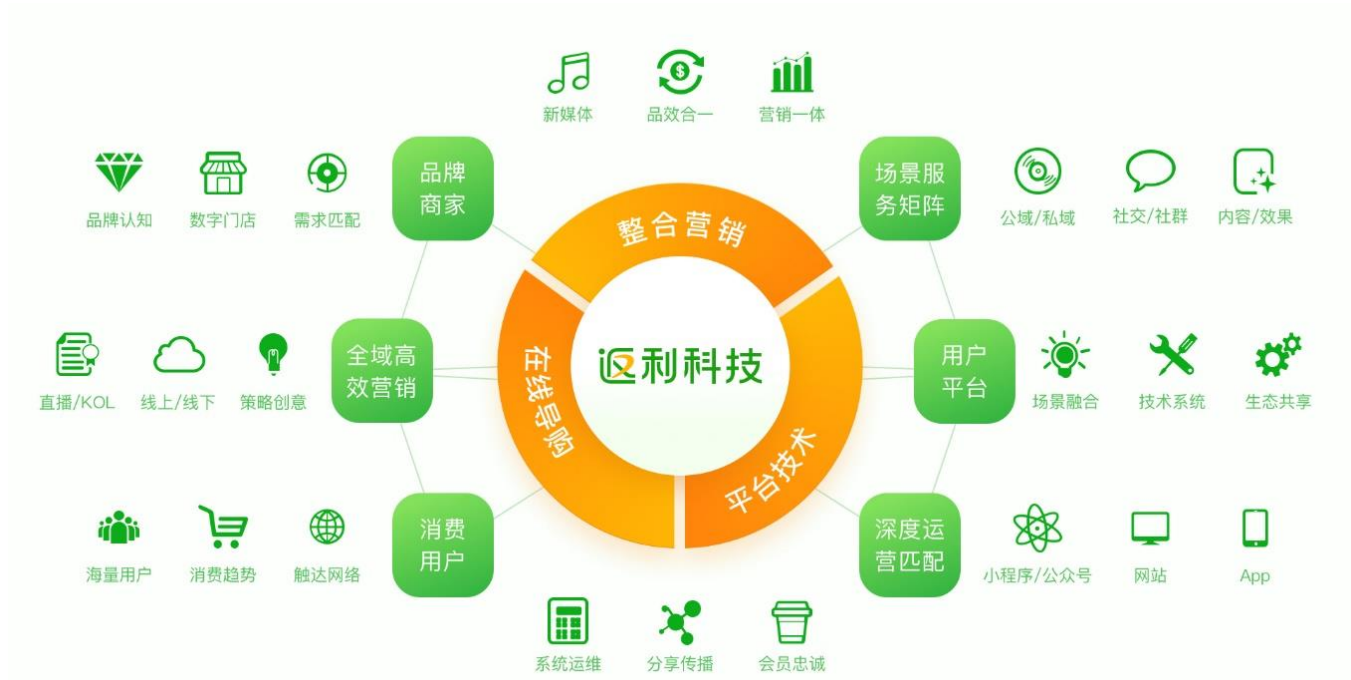 新媒体
品效合一
营销一体
品牌
商家
场景服
务矩阵
品牌认知
数字门店
需求匹配
公域/私域
社交/社群
内容/效果
整合营销
在线导购
平台技术
返利科技
全域高
效营销
用户
平台
直播/KOL
线上/线下
策略创意
场景融合
技术系统
生态共享
消费
用户
深度运
营匹配
海量用户
消费趋势
触达网络
小程序/公众号
网站
App
系统运维
分享传播
会员忠诚